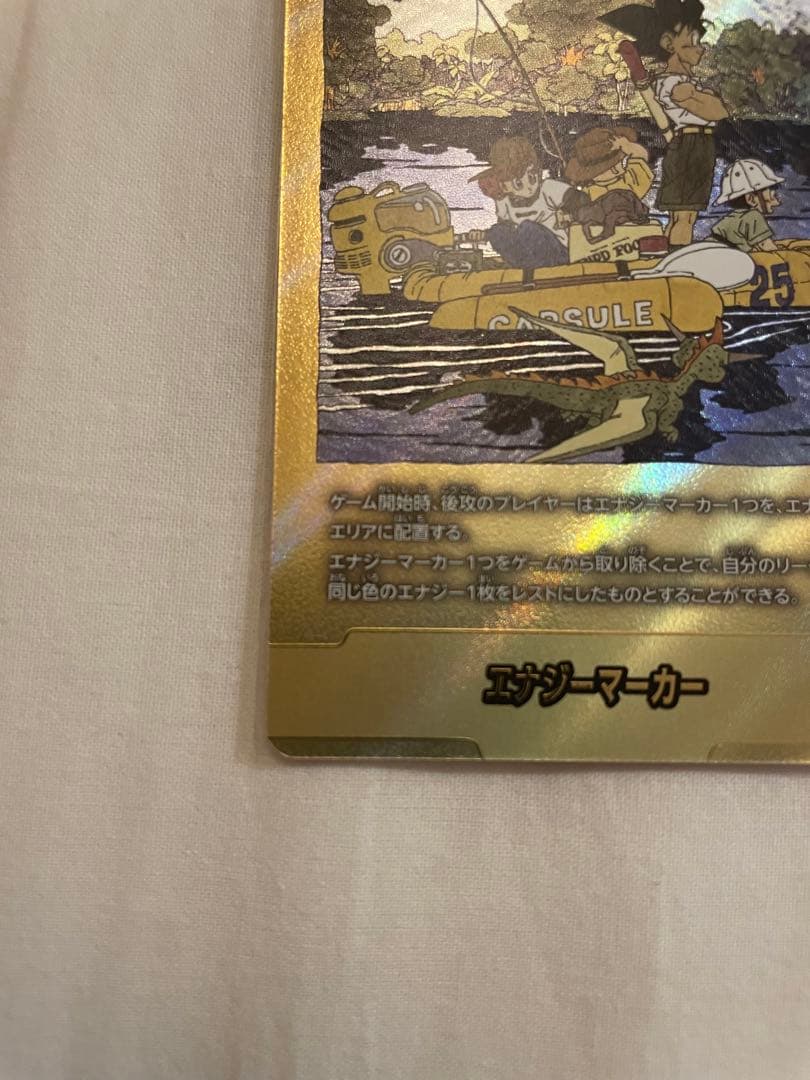 BIRD FOO
25
CAPSULE
ゲーム開始時、後攻のプレイヤーはエナジーマーカー1つを、エナ
エリアに配置する。
エナジーマーカー1つをゲームから取り除くことで、自分のリー
同じ色のエナジー1枚をレストにしたものとすることができる。
エナジーマーカー